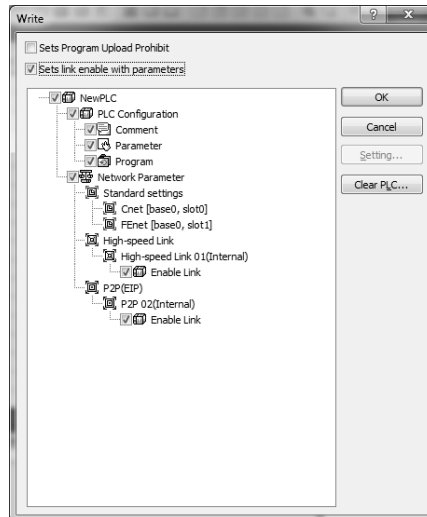 Write
Sets Program Upload Prohibit
Sets link enable with parameters
NewPLC
PLC Configuration
Comment
Parameter
Program
Network Parameter
Standard settings
Cnet [base0, slot0]
FEnet [base0, slot1]
High-speed Link
High-speed Link 01(Internal)
Enable Link
P2P(EIP)
P2P 02(Internal)
Enable Link
OK
Cancel
Setting...
Clear PLC...